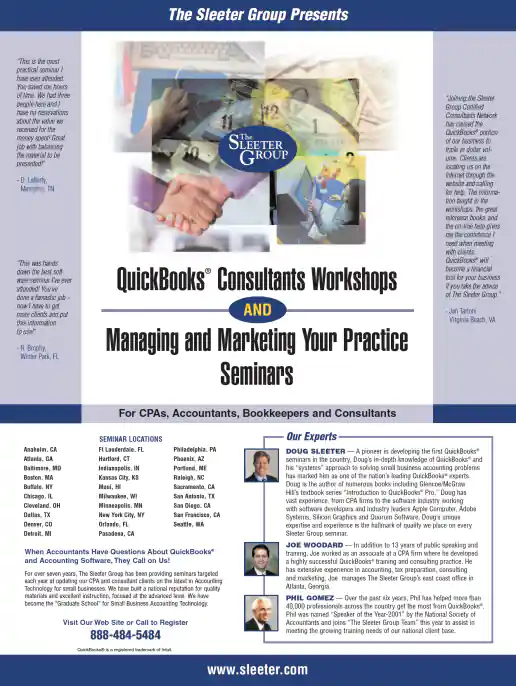 The Sleeter Group Presents
"This is the most
practical seminar I
have ever attended.
You saved me hours
of time. We had three
people here and I
have no reservations
about the value we
received for the
money spent! Great
job with balancing
the material to be
presented!"
- D. Lafferty,
Memphis, TN
"This was hands
down the best soft-
ware seminar I've ever
attended! You've
done a fantastic job -
now I have to get
more clients and put
this information
to use!"
- R. Brophy,
Winter Park, FL
The
SLEETER
GROUP
"Joining the Sleeter
Group Certified
Consultants Network
has caused the
QuickBooks® portion
of our business to
triple in dollar vol-
ume. Clients are
locating us on the
Internet through the
website and calling
for help. The informa-
tion taught in the
workshops, the great
reference books and
the on-line help gives
me the confidence I
need when meeting
with clients.
QuickBooks® will
become a financial
tool for your business
if you take the advice
of The Sleeter Group."
- Jan Tartoni
Virginia Beach, VA
QuickBooks® Consultants Workshops
AND
Managing and Marketing Your Practice
Seminars
For CPAs, Accountants, Bookkeepers and Consultants
SEMINAR LOCATIONS
Anaheim, CA
Atlanta, GA
Baltimore, MD
Boston, MA
Buffalo, NY
Chicago, IL
Cleveland, OH
Dallas, TX
Denver, CO
Detroit, MI
Ft Lauderdale, FL
Hartford, CT
Indianapolis, IN
Kansas City, KS
Maui, HI
Milwaukee, WI
Minneapolis, MN
New York City, NY
Orlando, FL
Pasadena, CA
Philadelphia, PA
Phoenix, AZ
Portland, ME
Raleigh, NC
Sacramento, CA
San Antonio, TX
San Diego, CA
San Francisco, CA
Seattle, WA
When Accountants Have Questions About QuickBooks®
and Accounting Software, They Call on Us!
For over seven years, The Sleeter Group has been providing seminars targeted
each year at updating our CPA and consultant clients on the latest in Accounting
Technology for small businesses. We have built a national reputation for quality
materials and excellent instruction, focused at the advanced level. We have
become the "Graduate School" for Small Business Accounting Technology.
Visit Our Web Site or Call to Register
888-484-5484
QuickBooks® is a registered trademark of Intuit.
Our Experts
DOUG SLEETER — A pioneer in developing the first QuickBooks®
seminars in the country, Doug's in-depth knowledge of QuickBooks® and
his "systems" approach to solving small business accounting problems
has marked him as one of the nation's leading QuickBooks® experts.
Doug is the author of numerous books including Glencoe/McGraw
Hill's textbook series "Introduction to QuickBooks® Pro." Doug has
vast experience, from CPA firms to the software industry working
with software developers and industry leaders Apple Computer, Adobe
Systems, Silicon Graphics and Quorum Software. Doug's unique
expertise and experience is the hallmark of quality we place on every
Sleeter Group seminar.
JOE WOODARD — In addition to 13 years of public speaking and
training, Joe worked as an associate at a CPA firm where he developed
a highly successful QuickBooks® training and consulting practice. He
has extensive experience in accounting, tax preparation, consulting
and marketing. Joe manages The Sleeter Group's east coast office in
Atlanta, Georgia.
PHIL GOMEZ — Over the past six years, Phil has helped more than
40,000 professionals across the country get the most from QuickBooks®.
Phil was named "Speaker of the Year-2001" by the National Society of
Accountants and joins "The Sleeter Group Team" this year to assist in
meeting the growing training needs of our national client base.
www.sleeter.com